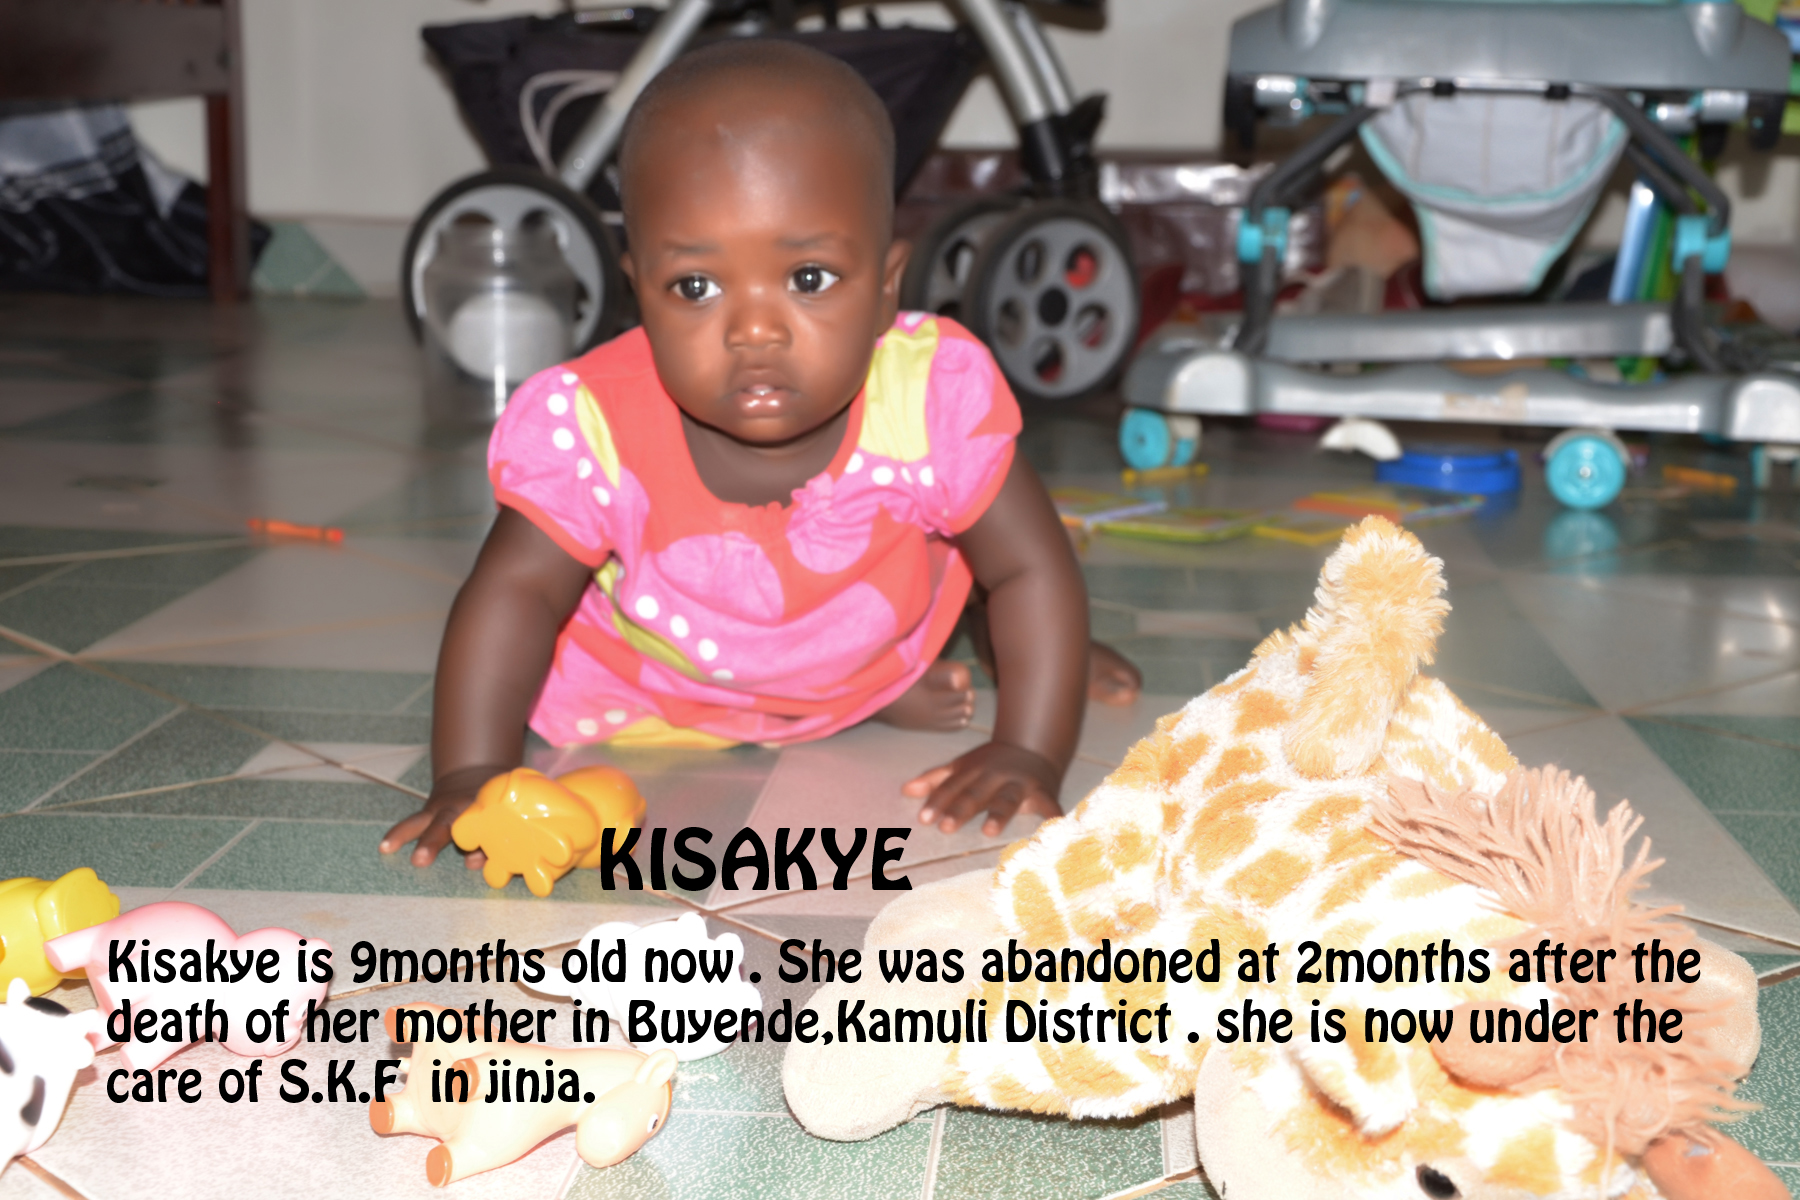 KISAKYE
Kisakye is 9months old now . She was abandoned at 2months after the
death of her mother in Buyende,Kamuli District . she is now under the
care of S.K.F in jinja.